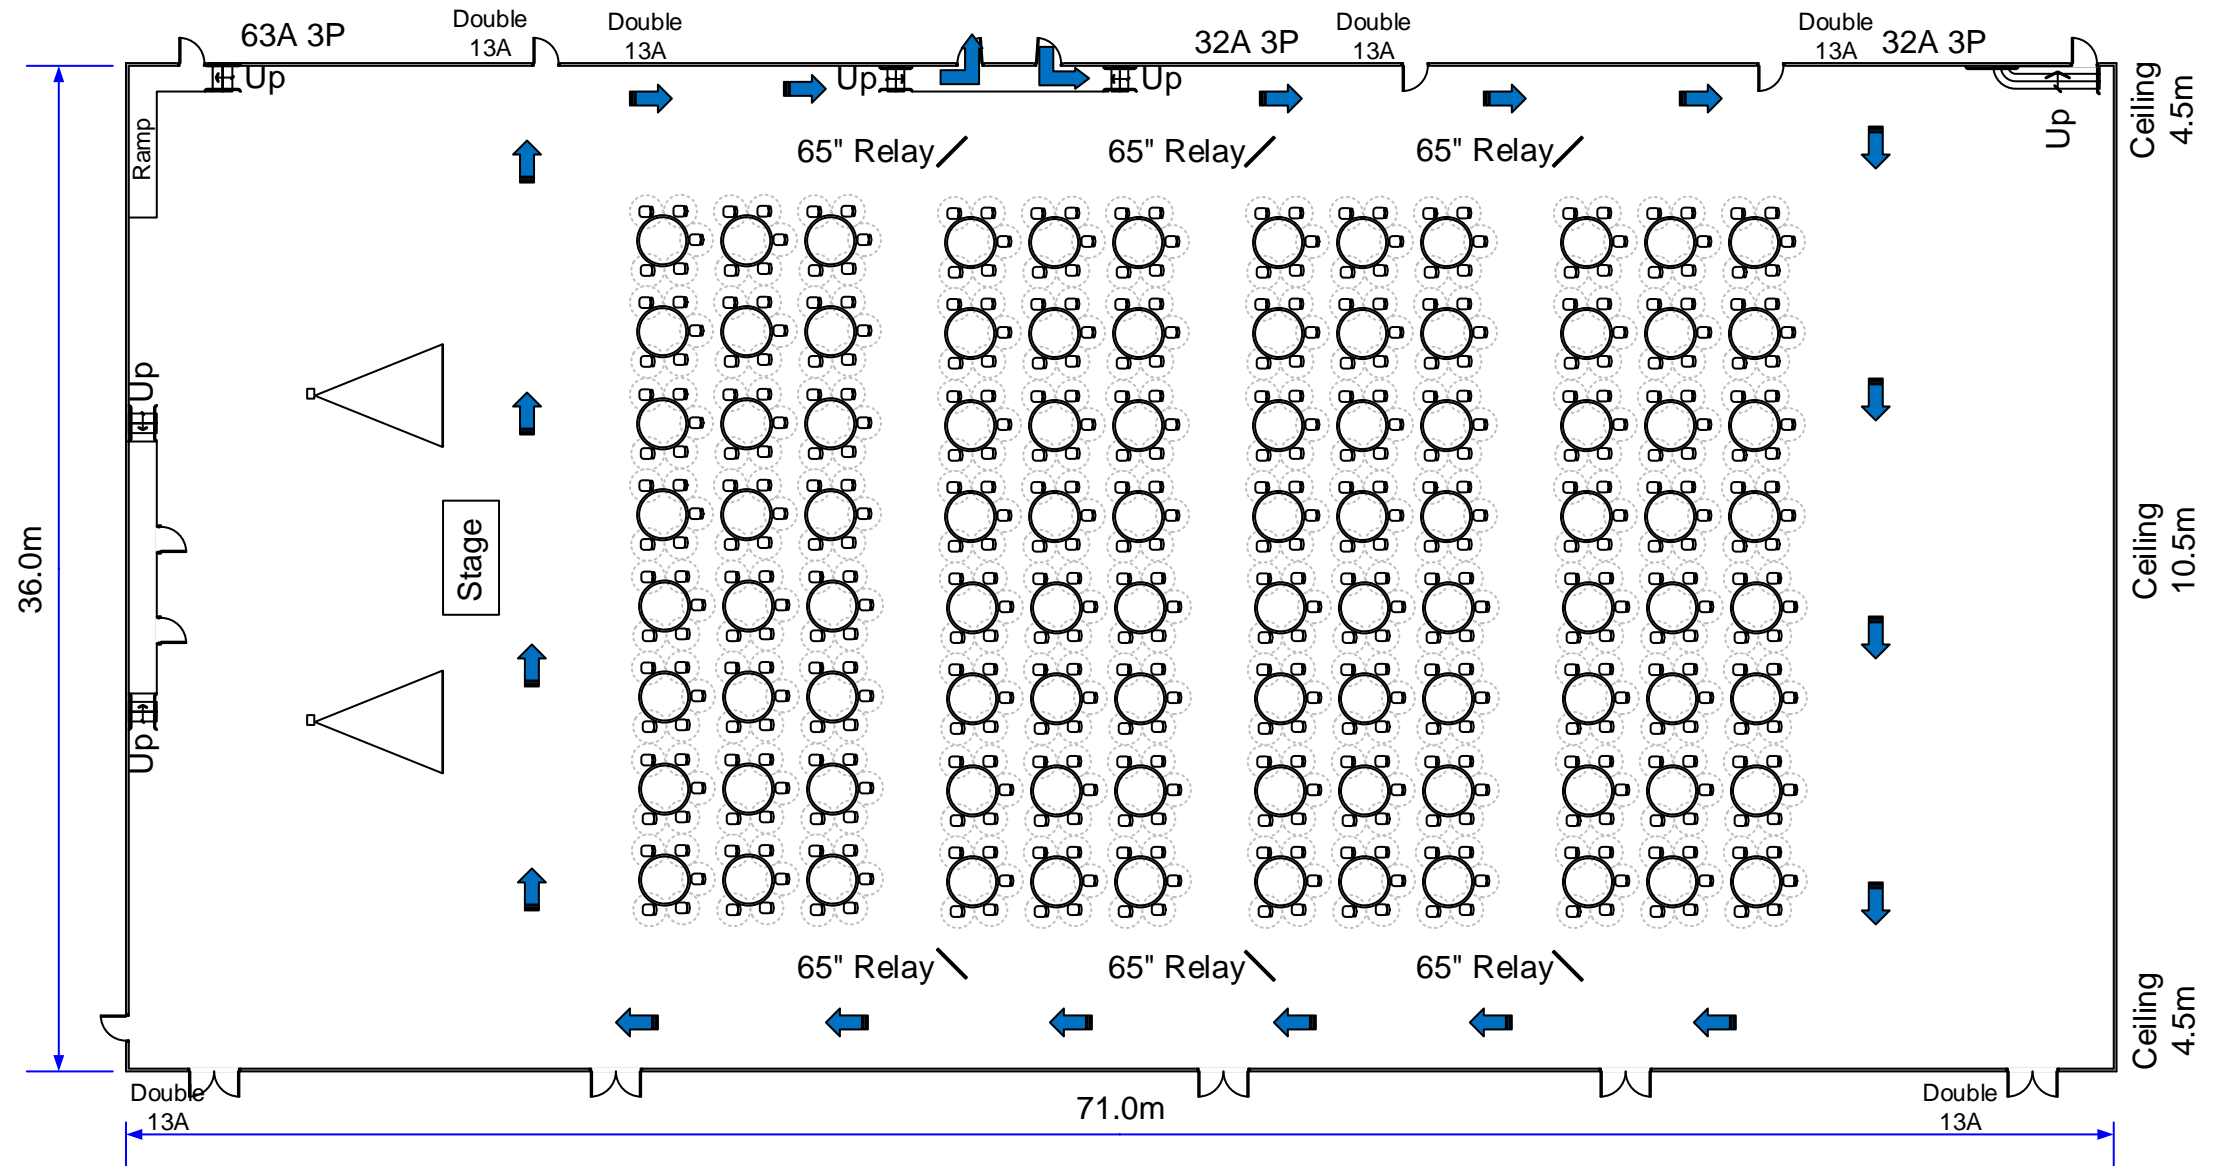 63A 3P
Double
13A
Double
13A
32A 3P
Double
13A
Double
13A
32A 3P
Up
Up
Up
Up
Ramp
Ceiling
4.5m
65" Relay
65" Relay
65" Relay
Up
Stage
36.0m
Ceiling
10.5m
Up
65" Relay
65" Relay
65" Relay
Ceiling
4.5m
Double
13A
71.0m
Double
13A